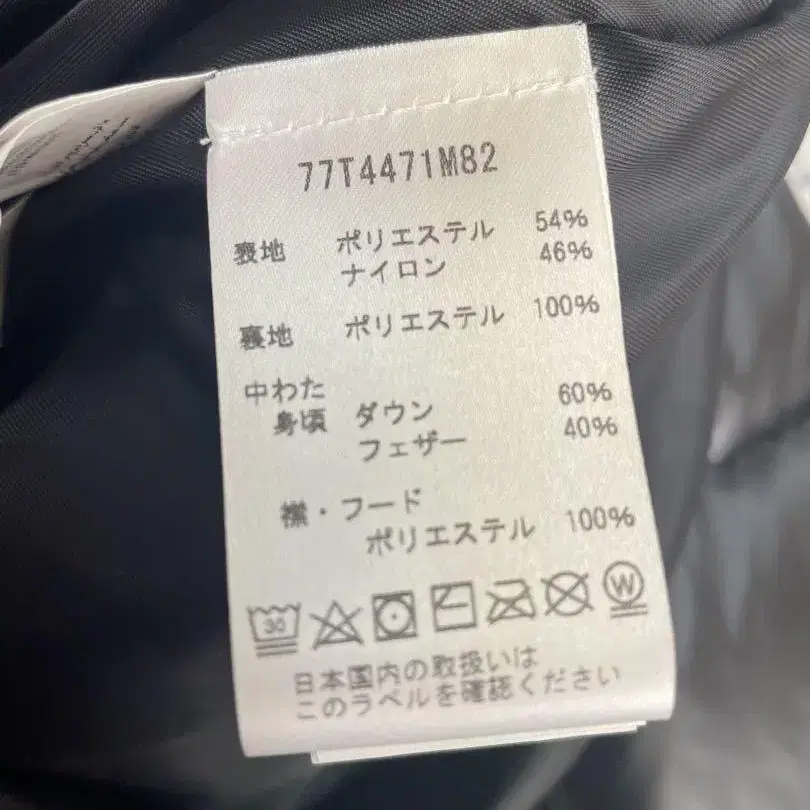 77T4471M82
表地 ポリエステル 54%
ナイロン 46%
裏地 ポリエステル 100%
中わた
身頃 ダウン 60%
フェザー 40%
襟・フード
ポリエステル 100%
30 W
日本国内の取扱いは
このラベルを確認ください